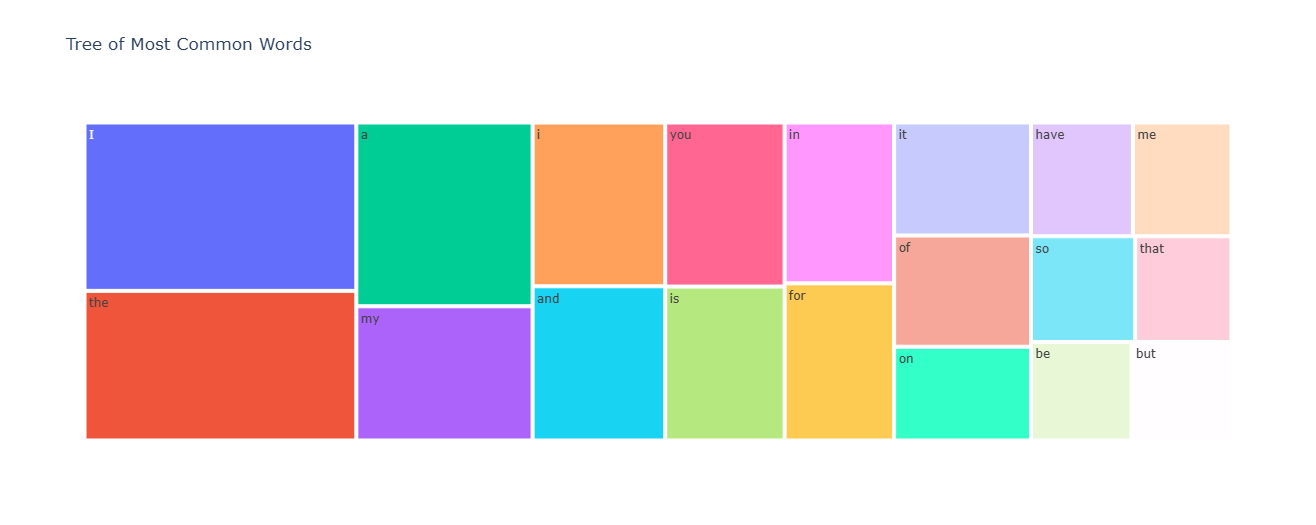 Tree of Most Common Words
I
a
i
you
in
it
have
me
of
so
that
the
my
and
is
for
on
be
but